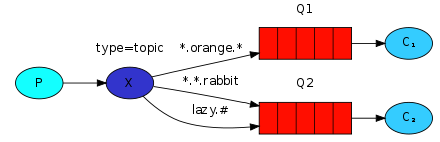 Q1
type=topic
*.orange.*
C₁
P
X
*.*.rabbit
Q2
lazy.#
C₂